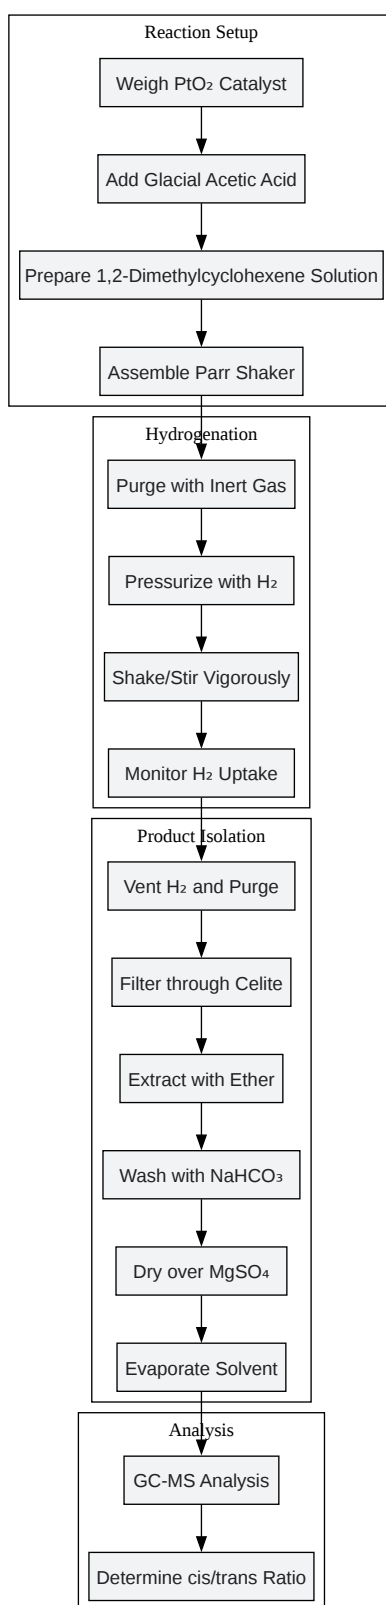 Reaction Setup
Weigh PtO₂ Catalyst
Add Glacial Acetic Acid
Prepare 1,2-Dimethylcyclohexene Solution
Assemble Parr Shaker
Hydrogenation
Purge with Inert Gas
Pressurize with H₂
Shake/Stir Vigorously
Monitor H₂ Uptake
Product Isolation
Vent H₂ and Purge
Filter through Celite
Extract with Ether
Wash with NaHCO₃
Dry over MgSO₄
Evaporate Solvent
Analysis
GC-MS Analysis
Determine cis/trans Ratio